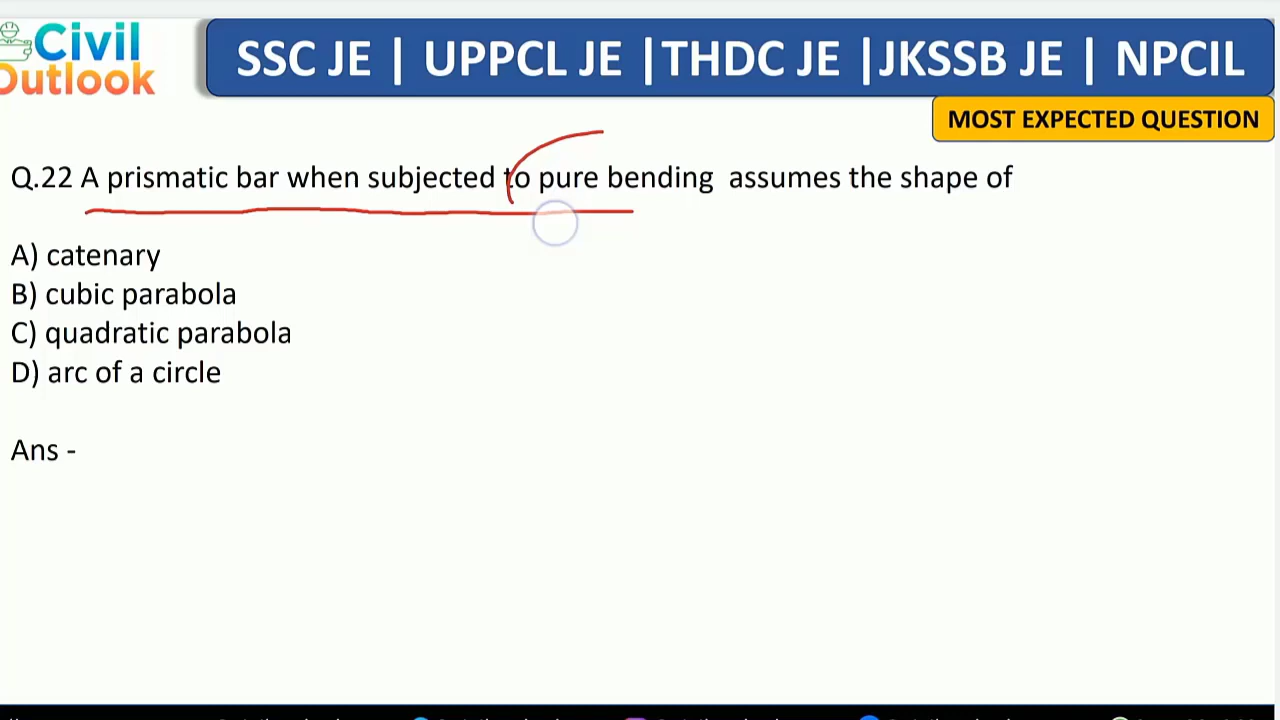 Civil
Outlook
SSC JE | UPPCL JE |THDC JE |JKSSB JE | NPCIL
MOST EXPECTED QUESTION
Q.22 A prismatic bar when subjected to pure bending assumes the shape of
A) catenary
B) cubic parabola
C) quadratic parabola
D) arc of a circle
Ans -